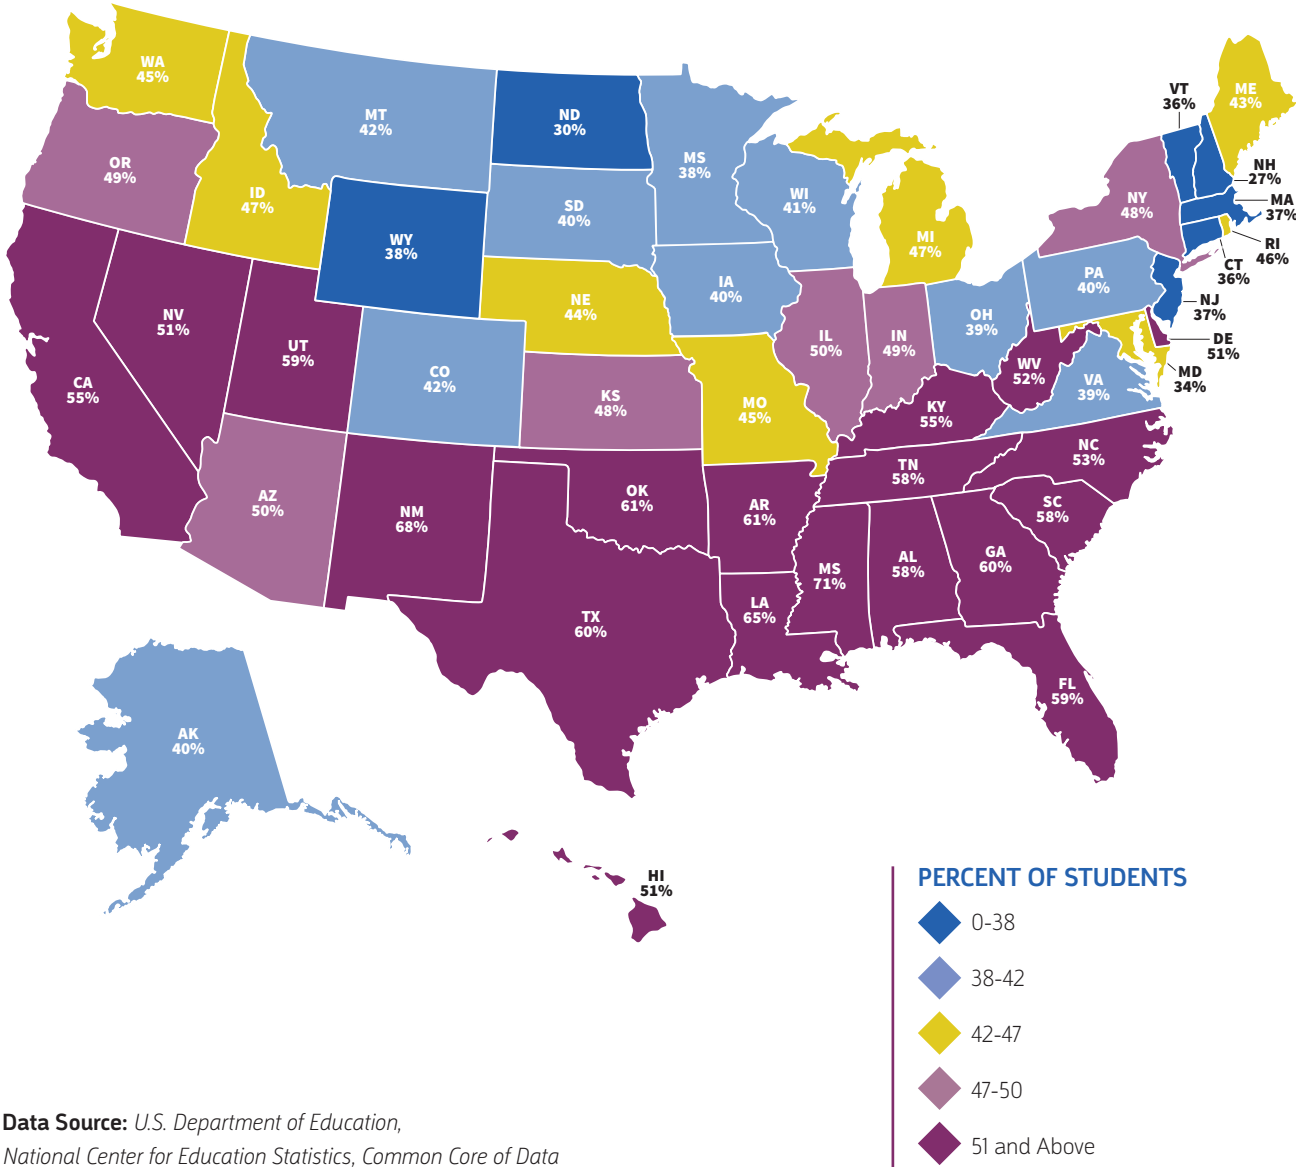 WA
45%
MT
42%
ND
30%
VT
36%
ME
43%
OR
49%
ID
47%
MS
38%
NH
27%
SD
40%
WI
41%
NY
48%
MA
37%
WY
38%
MI
47%
RI
46%
CT
36%
IA
40%
PA
40%
NE
44%
NJ
37%
NV
51%
OH
39%
UT
59%
IL
50%
IN
49%
DE
51%
CA
55%
CO
42%
WV
52%
MD
34%
VA
39%
KS
48%
MO
45%
KY
55%
NC
53%
TN
58%
AZ
50%
NM
68%
OK
61%
AR
61%
SC
58%
MS
71%
AL
58%
GA
60%
TX
60%
LA
65%
FL
59%
AK
40%
HI
51%
PERCENT OF STUDENTS
0-38
38-42
42-47
47-50
51 and Above
Data Source: U.S. Department of Education,
National Center for Education Statistics, Common Core of Data